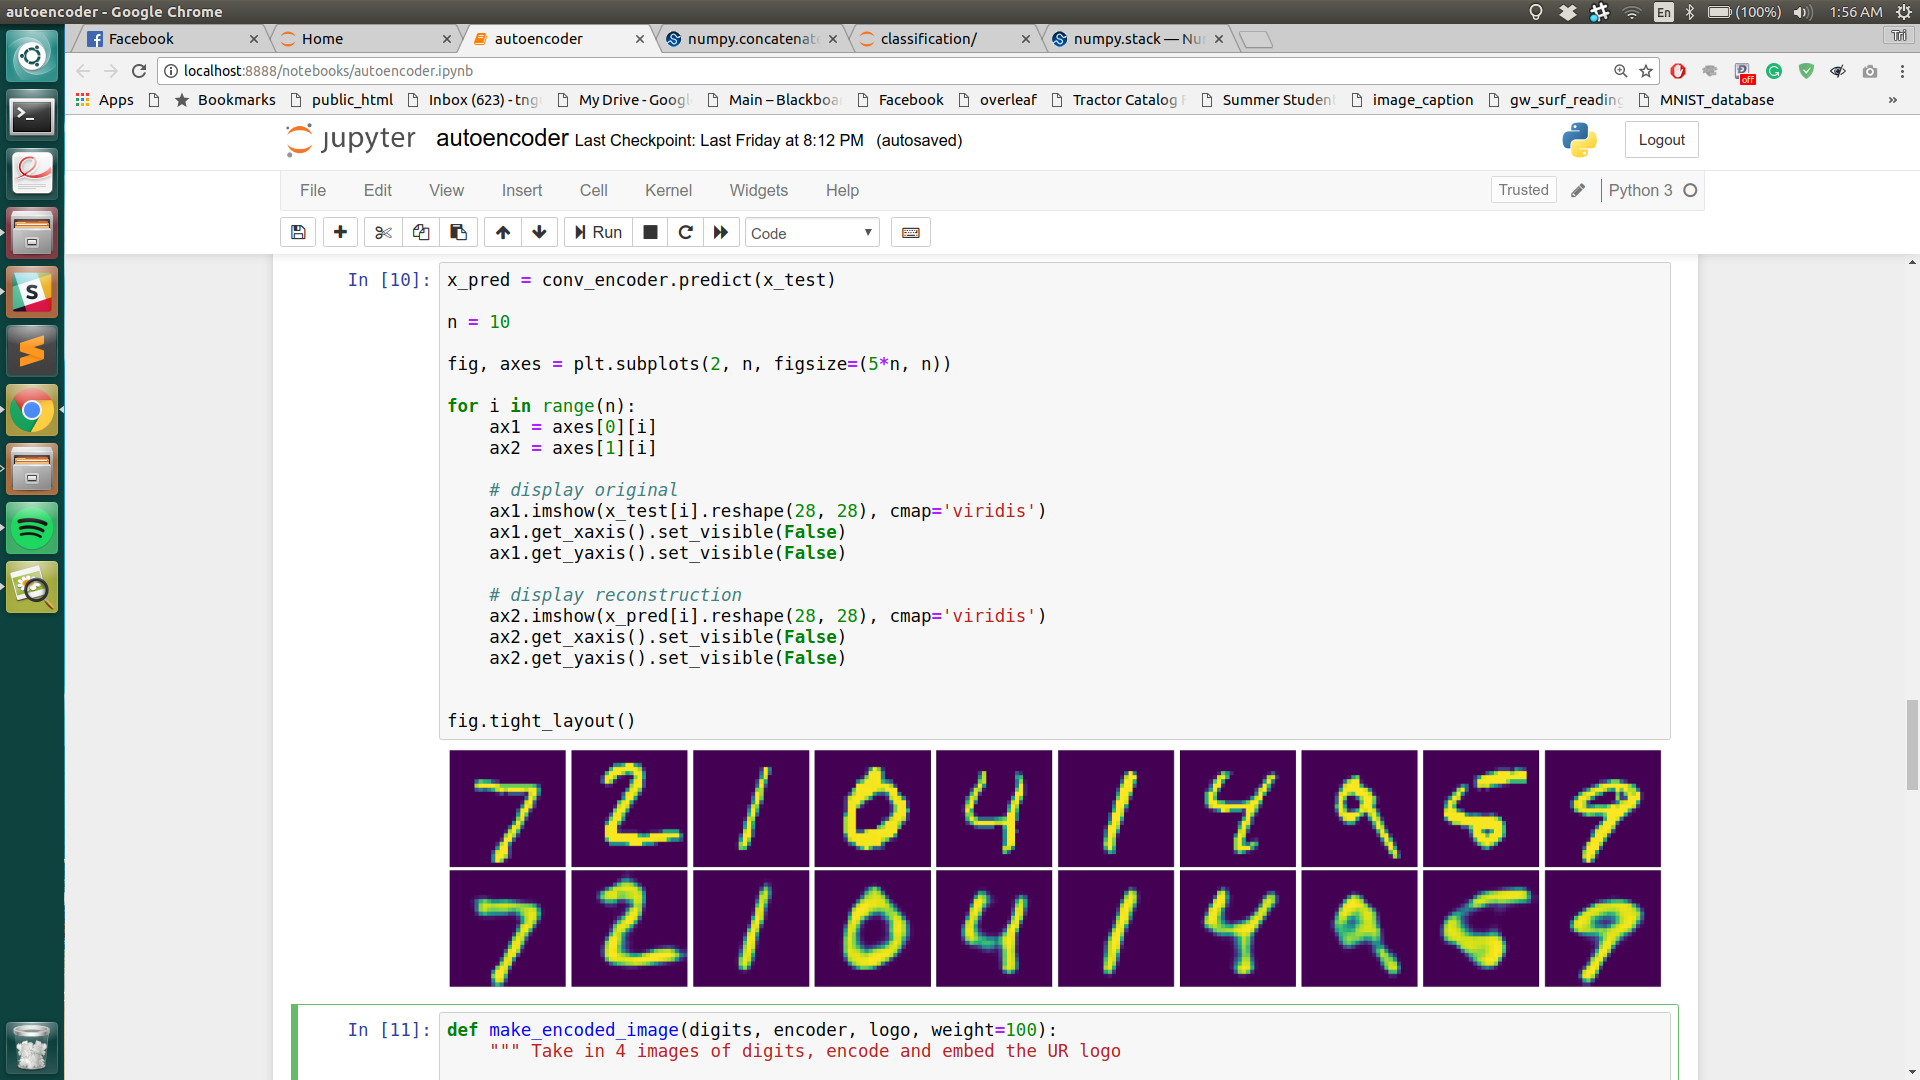 autoencoder - Google Chrome
En (100%) 1:56 AM
Facebook Home autoencoder numpy.concatenat classification/ numpy.stack — Nu Tri
localhost:8888/notebooks/autoencoder.ipynb off
Apps Bookmarks public_html Inbox (623) - tng My Drive - Googl Main – Blackboa Facebook overleaf Tractor Catalog Summer Student image_caption gw_surf_reading MNIST_database »
jupyter autoencoder Last Checkpoint: Last Friday at 8:12 PM (autosaved) Logout
File Edit View Insert Cell Kernel Widgets Help Trusted Python 3
Run Code
In [10]: x_pred = conv_encoder.predict(x_test)
n = 10
fig, axes = plt.subplots(2, n, figsize=(5*n, n))
for i in range(n):
ax1 = axes[0][i]
ax2 = axes[1][i]
# display original
ax1.imshow(x_test[i].reshape(28, 28), cmap='viridis')
ax1.get_xaxis().set_visible(False)
ax1.get_yaxis().set_visible(False)
# display reconstruction
ax2.imshow(x_pred[i].reshape(28, 28), cmap='viridis')
ax2.get_xaxis().set_visible(False)
ax2.get_yaxis().set_visible(False)
fig.tight_layout()
7 2 1 0 4 1 4 9 5 9
7 2 1 0 4 1 4 9 5 9
In [11]: def make_encoded_image(digits, encoder, logo, weight=100):
""" Take in 4 images of digits, encode and embed the UR logo